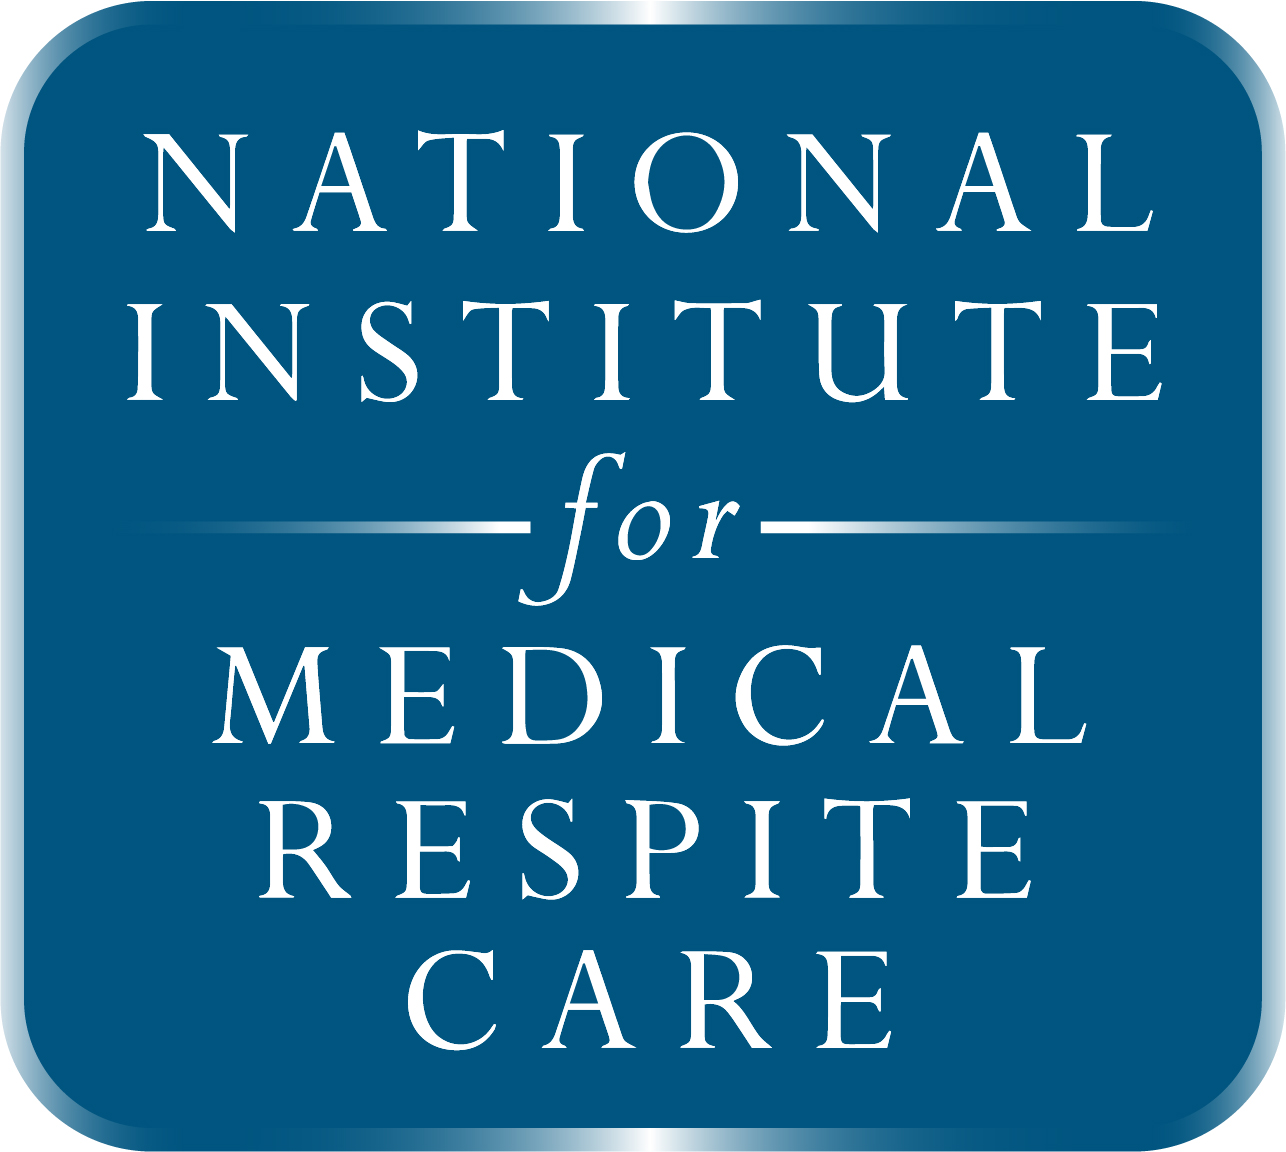 NATIONAL
INSTITUTE
for
MEDICAL
RESPITE
CARE